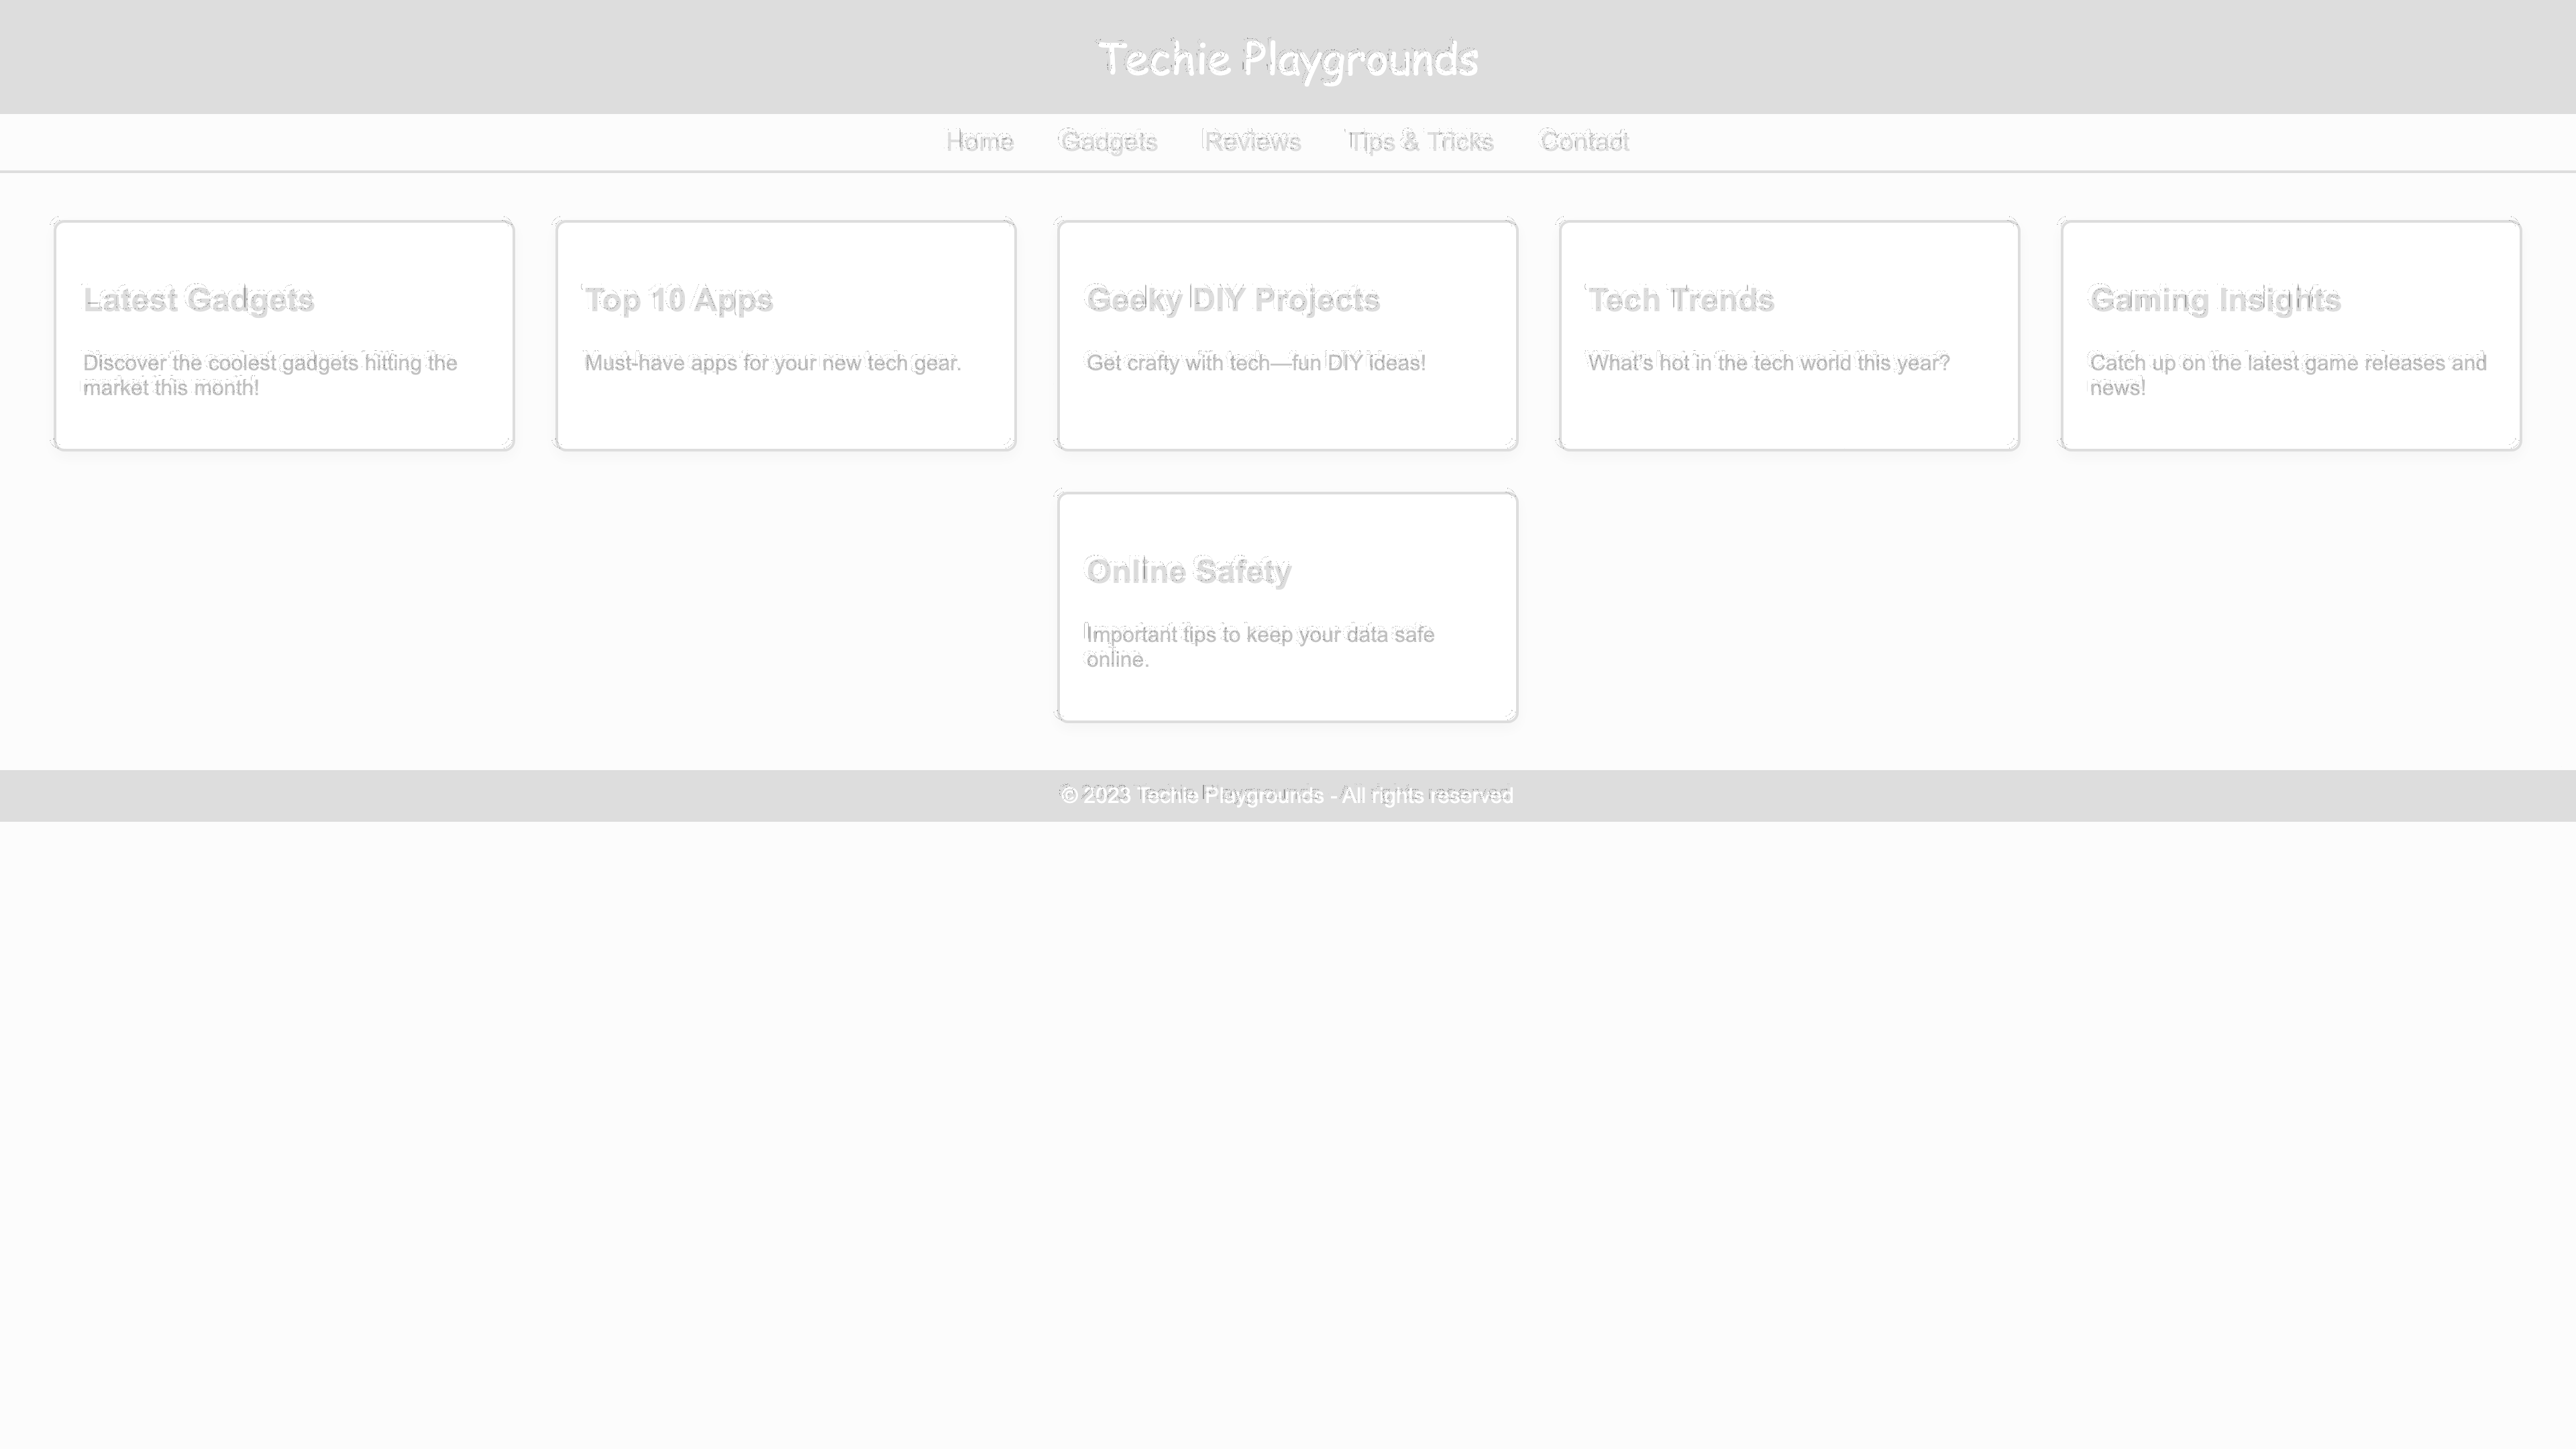 Techie Playgrounds
Home Gadgets Reviews Tips & Tricks Contact
Latest Gadgets
Discover the coolest gadgets hitting the
market this month!
Top 10 Apps
Must-have apps for your new tech gear.
Geeky DIY Projects
Get crafty with tech—fun DIY ideas!
Tech Trends
What's hot in the tech world this year?
Gaming Insights
Catch up on the latest game releases and
news!
Online Safety
Important tips to keep your data safe
online.
© 2023 Techie Playgrounds - All rights reserved